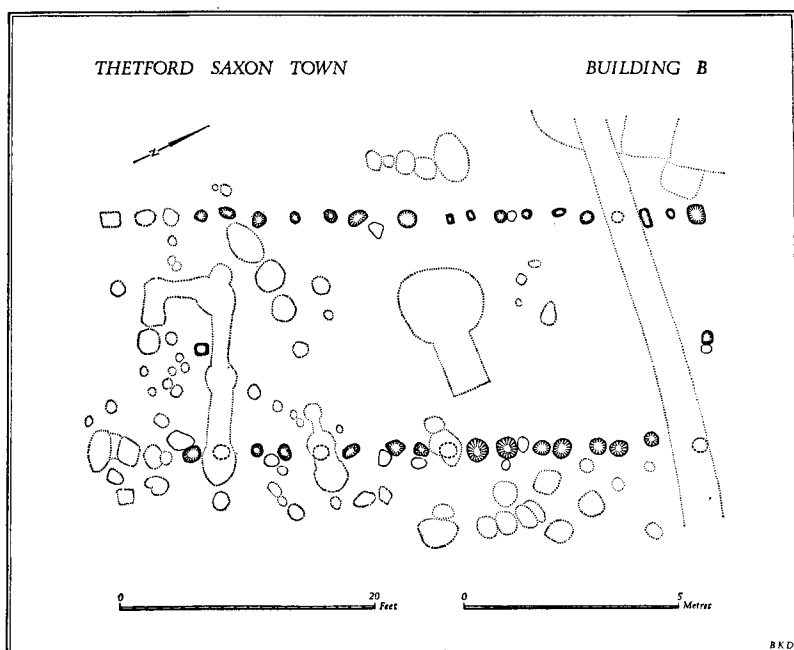 THETFORD SAXON TOWN
BUILDING B
N
0 20 Feet
0 5 Metres
BKD